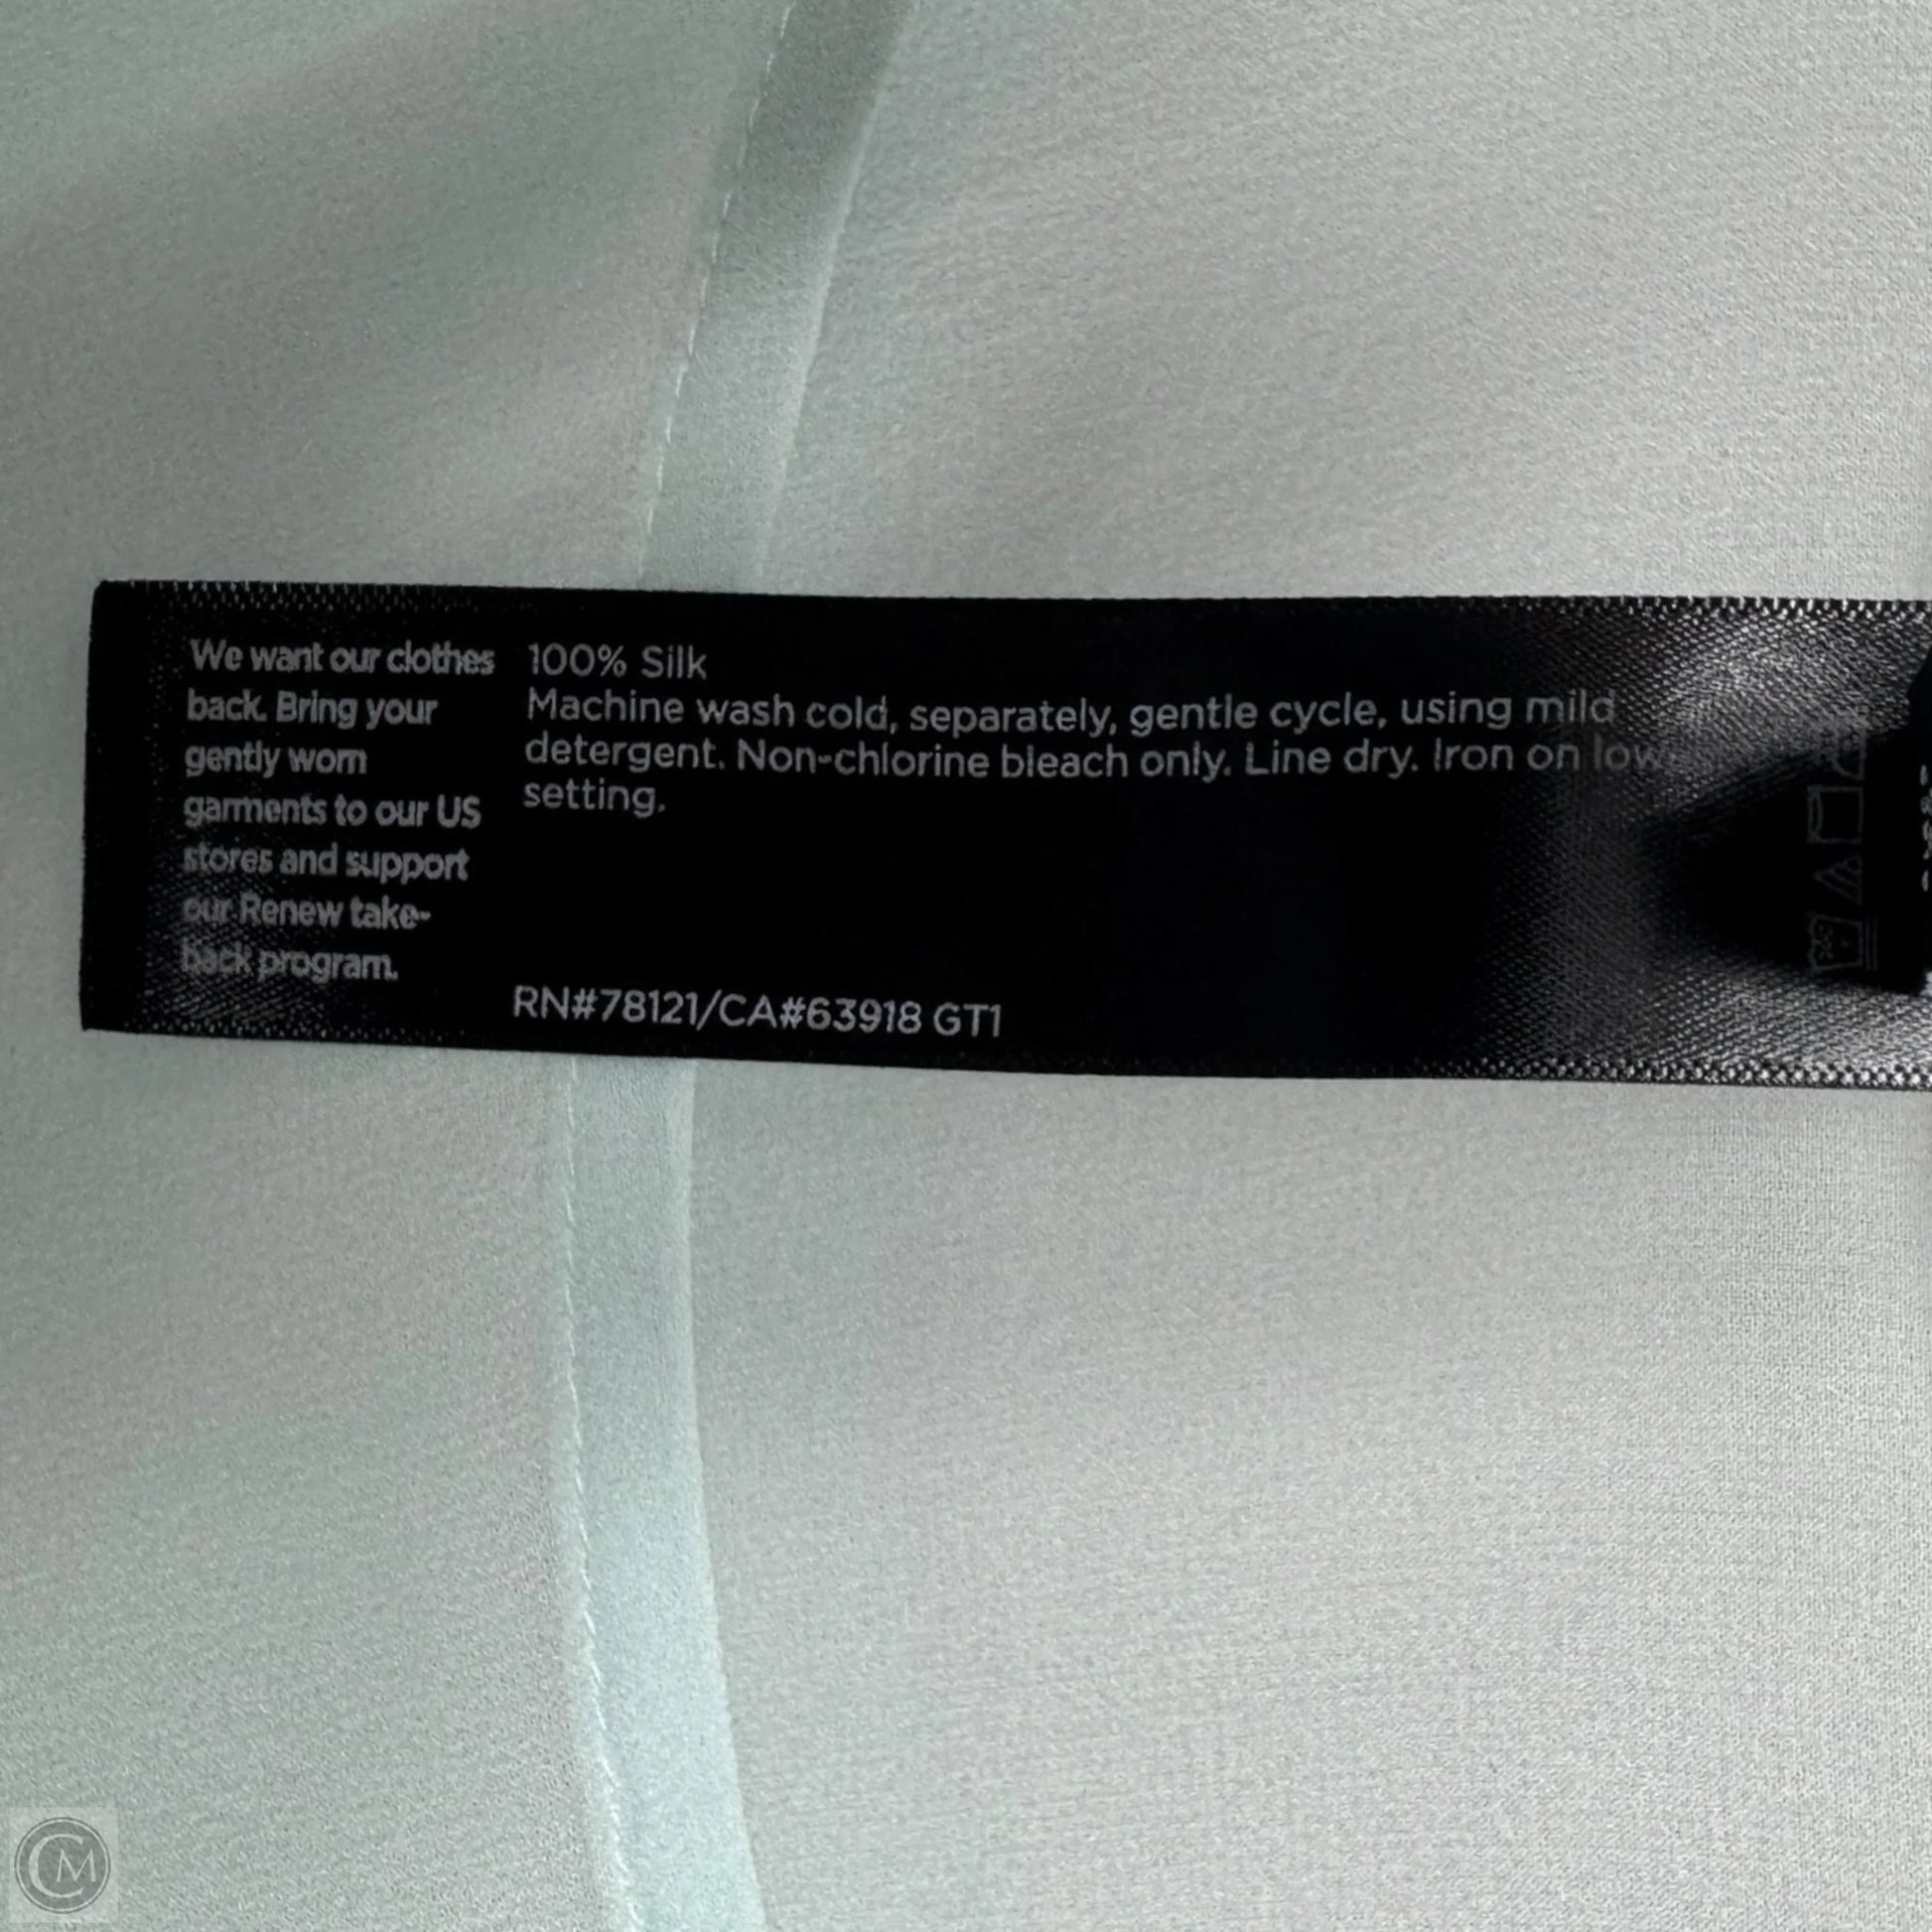 We want our clothes
back. Bring your
gently worn
garments to our US
stores and support
our Renew take-
back program.
100% Silk
Machine wash cold, separately, gentle cycle, using mild
detergent. Non-chlorine bleach only. Line dry. Iron on low
setting.
RN#78121/CA#63918 GT1
CM